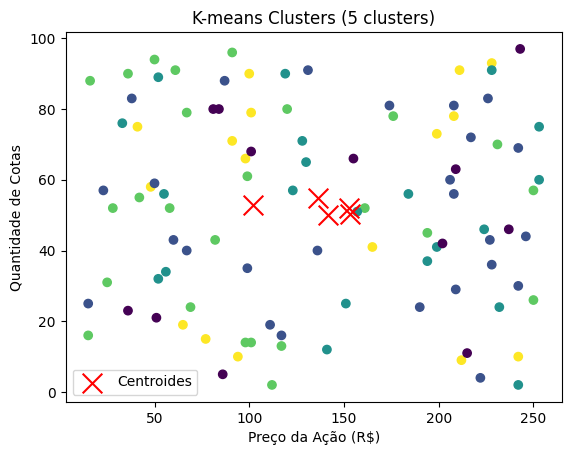 K-means Clusters (5 clusters)
Quantidade de Cotas
100
80
60
40
20
0
Centroides
50
100
150
200
250
Preço da Ação (R$)